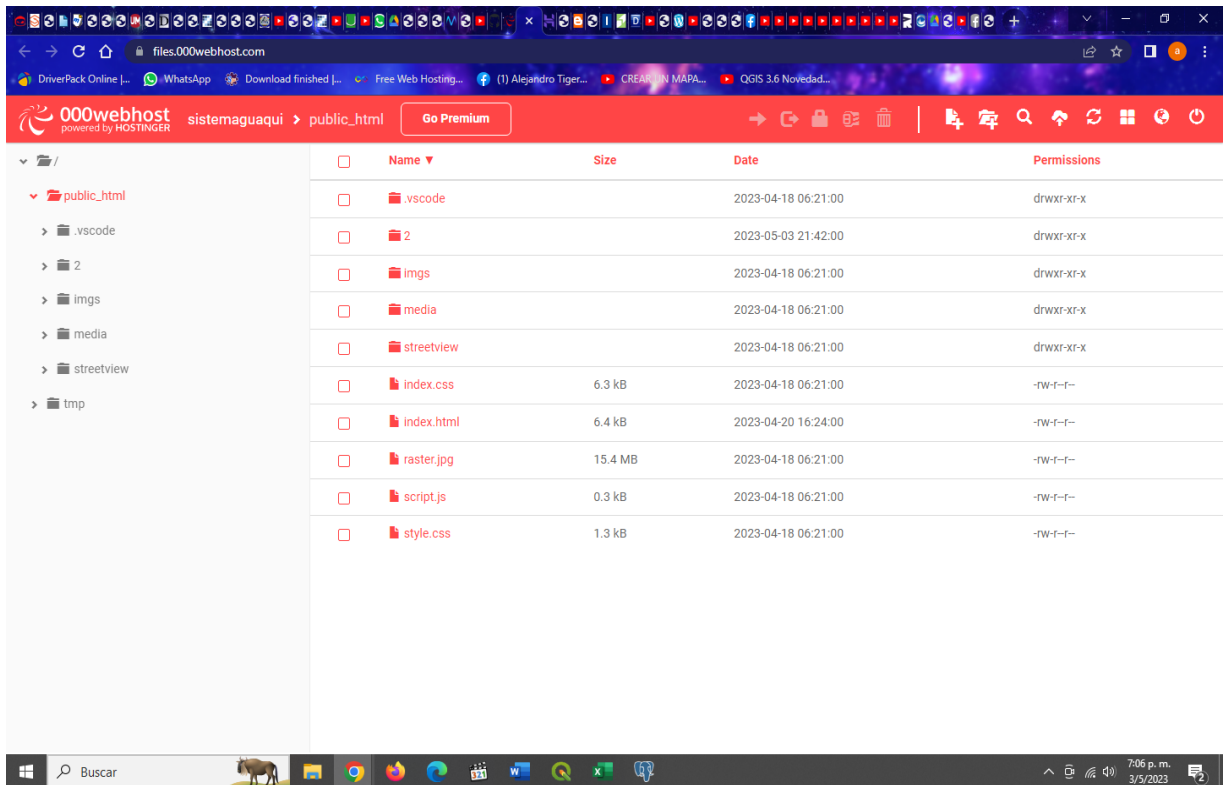 files.000webhost.com
a
DriverPack Online |...
WhatsApp
Download finished |...
Free Web Hosting...
(1) Alejandro Tiger...
CREAR UN MAPA...
QGIS 3.6 Novedad...
000webhost
powered by HOSTINGER
sistemaguaqui > public_html
Go Premium
/
public_html
.vscode
2
imgs
media
streetview
tmp
Name ▼ Size Date Permissions
.vscode 2023-04-18 06:21:00 drwxr-xr-x
2 2023-05-03 21:42:00 drwxr-xr-x
imgs 2023-04-18 06:21:00 drwxr-xr-x
media 2023-04-18 06:21:00 drwxr-xr-x
streetview 2023-04-18 06:21:00 drwxr-xr-x
index.css 6.3 kB 2023-04-18 06:21:00 -rw-r--r--
index.html 6.4 kB 2023-04-20 16:24:00 -rw-r--r--
raster.jpg 15.4 MB 2023-04-18 06:21:00 -rw-r--r--
script.js 0.3 kB 2023-04-18 06:21:00 -rw-r--r--
style.css 1.3 kB 2023-04-18 06:21:00 -rw-r--r--
Buscar
321
7:06 p. m.
3/5/2023
2